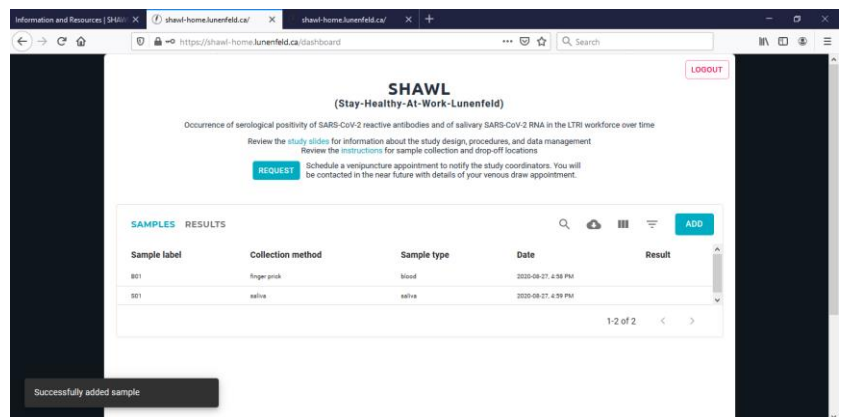 Information and Resources | SHAW
shawl-home.lunenfeld.ca/
shawl-home.lunenfeld.ca/
https://shawl-home.lunenfeld.ca/dashboard
Search
LOGOUT
SHAWL
(Stay-Healthy-At-Work-Lunenfeld)
Occurrence of serological positivity of SARS-CoV-2 reactive antibodies and of salivary SARS-CoV-2 RNA in the LTRI workforce over time
Review the study slides for information about the study design, procedures, and data management
Review the instructions for sample collection and drop-off locations
REQUEST Schedule a venipuncture appointment to notify the study coordinators. You will
be contacted in the near future with details of your venous draw appointment.
SAMPLES RESULTS ADD
Sample label Collection method Sample type Date Result
B01 finger prick blood 2020-08-27, 4:58 PM
S01 saliva saliva 2020-08-27, 4:59 PM
1-2 of 2
Successfully added sample